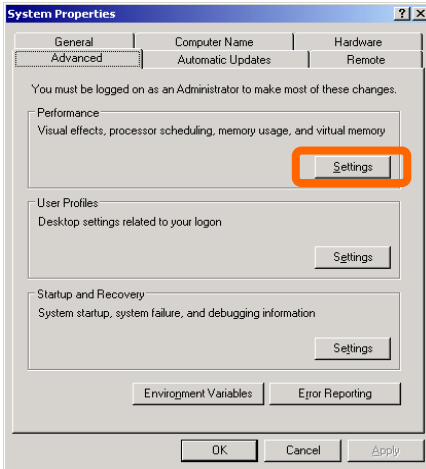 System Properties
General Computer Name Hardware
Advanced Automatic Updates Remote
You must be logged on as an Administrator to make most of these changes.
Performance
Visual effects, processor scheduling, memory usage, and virtual memory
Settings
User Profiles
Desktop settings related to your logon
Settings
Startup and Recovery
System startup, system failure, and debugging information
Settings
Environment Variables Error Reporting
OK Cancel Apply